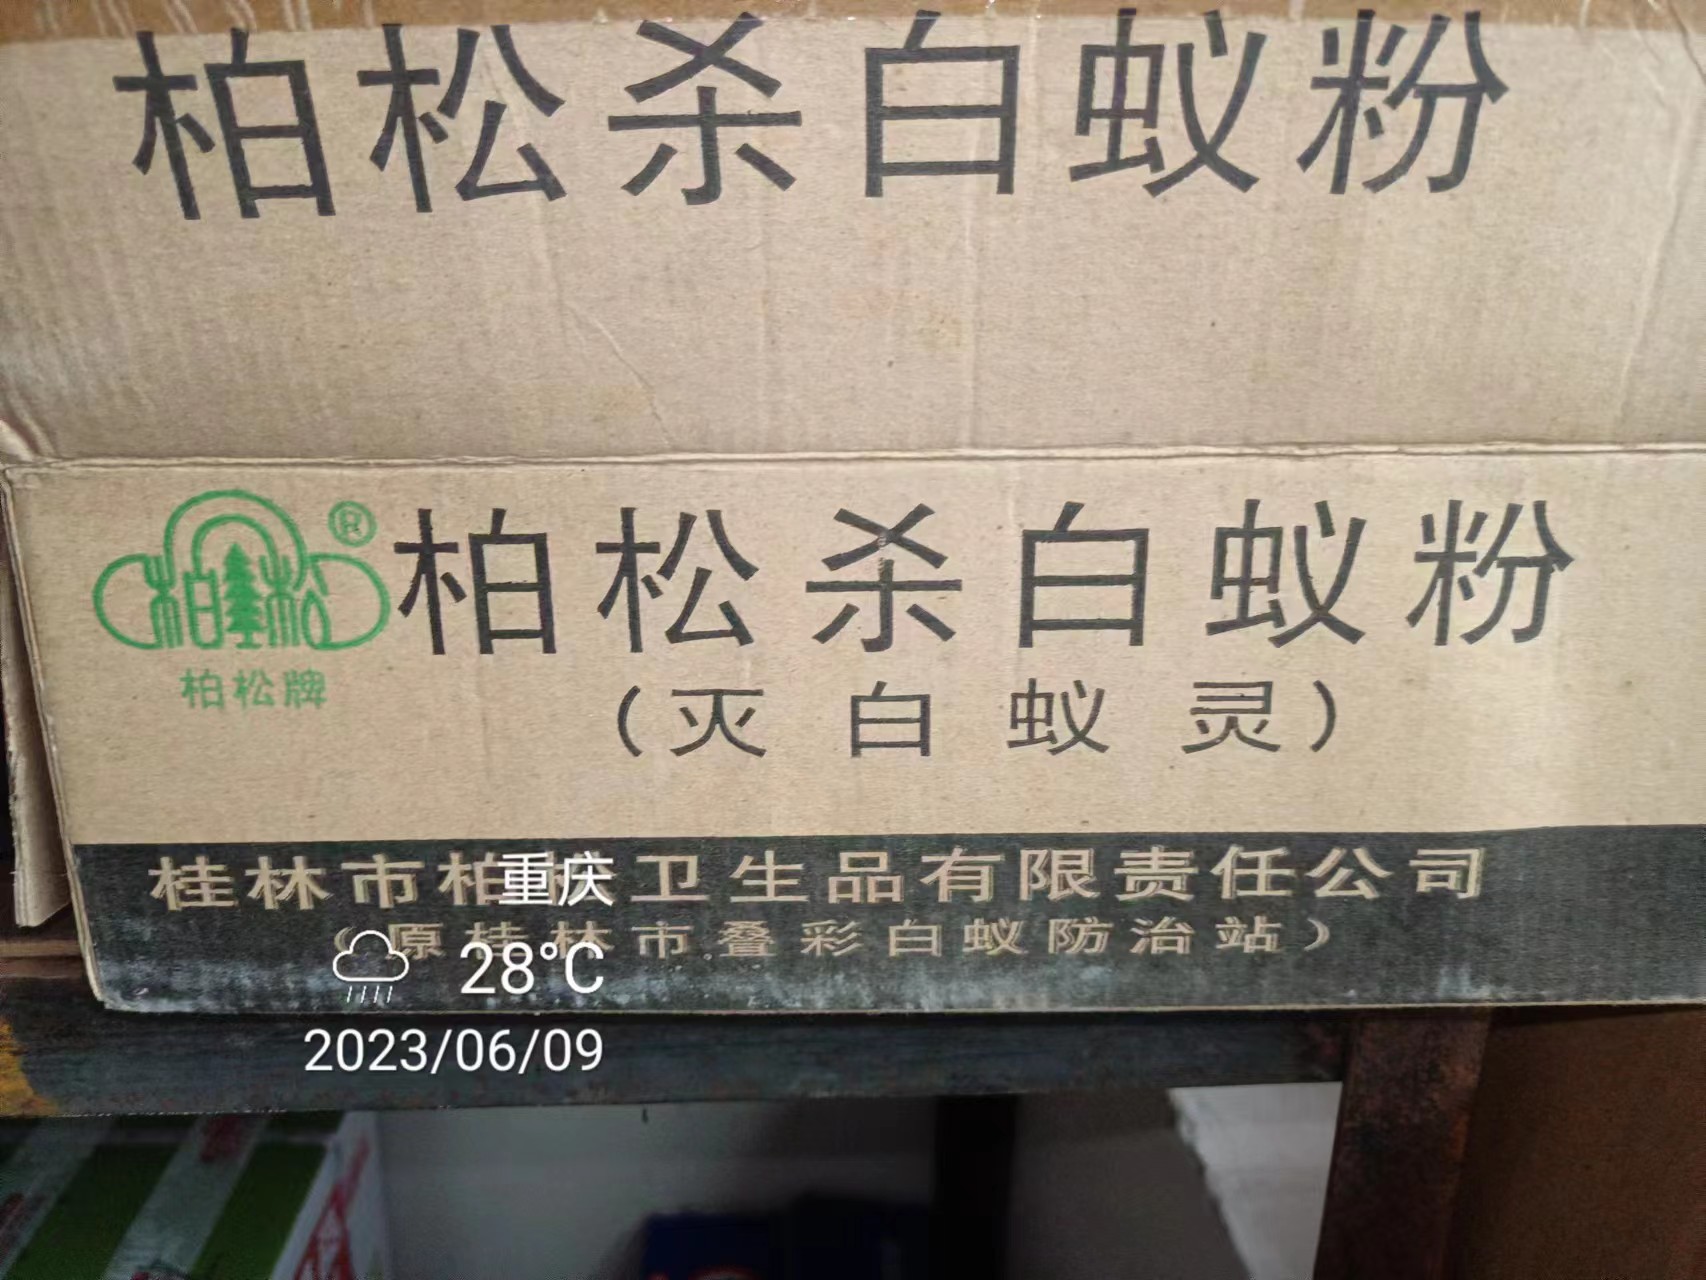 柏松杀白蚁粉
柏松 ® 柏松杀白蚁粉
柏松牌
(灭白蚁灵)
桂林市柏 卫生品有限责任公司
(原桂林市叠彩白蚁防治站)
重庆
28°C
2023/06/09